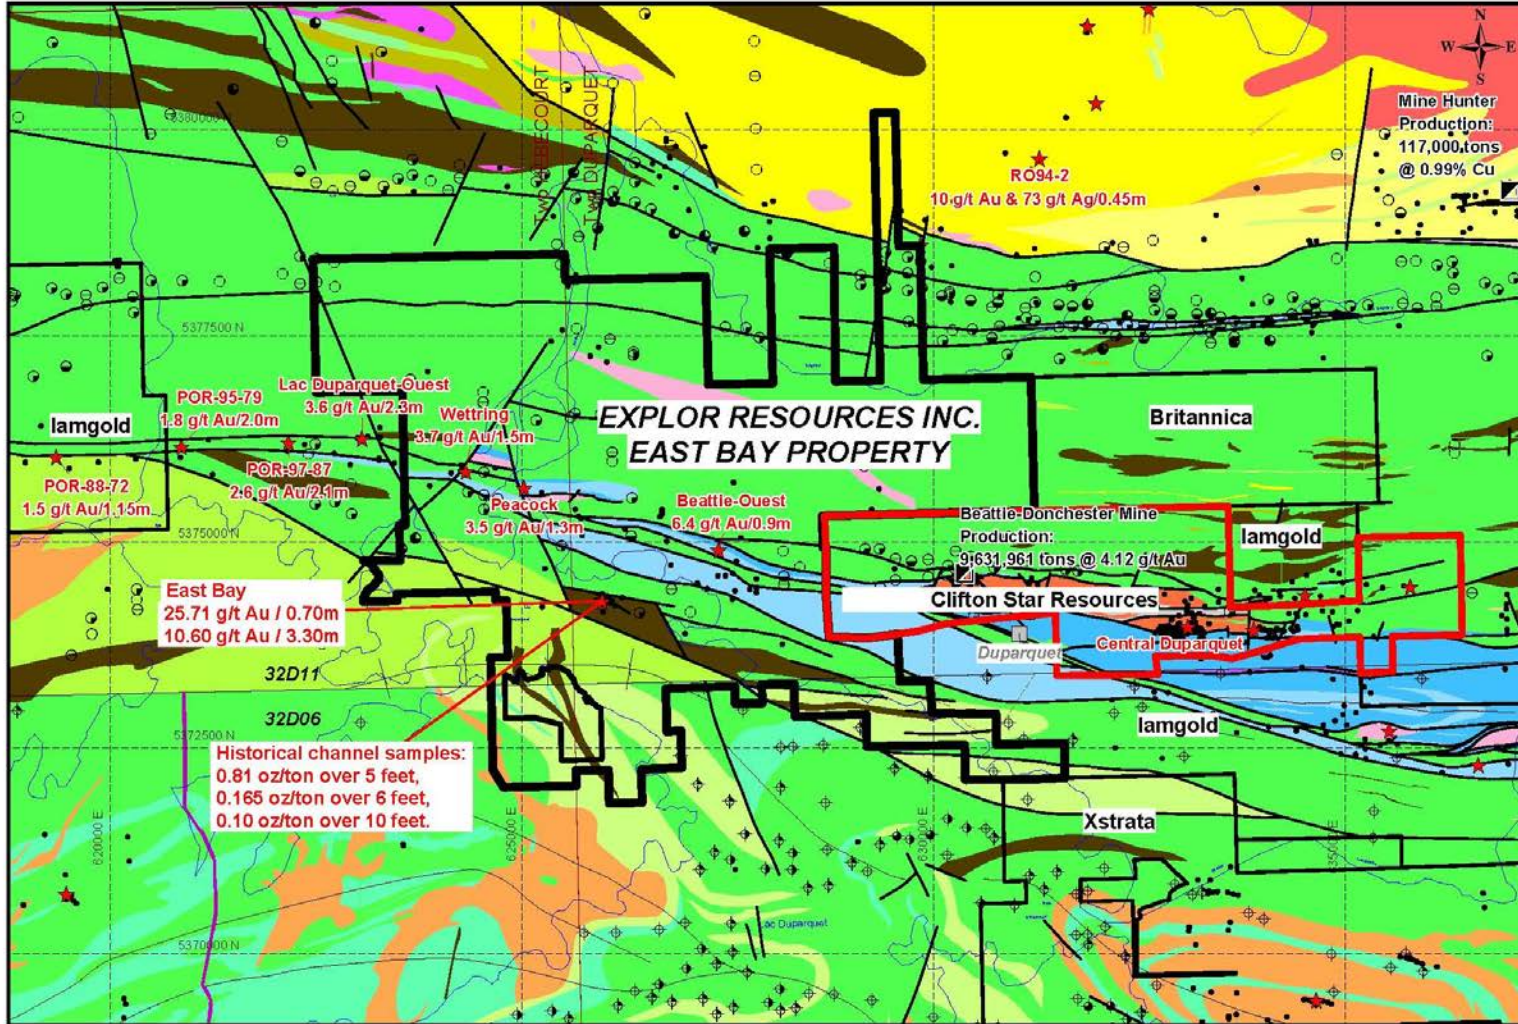 N
W E
S
Mine Hunter
Production:
117,000 tons
@ 0.99% Cu
5380000 N
TWP HEBECOURT
TWP DUPARQUET
RO94-2
10 g/t Au & 73 g/t Ag/0.45m
5377500 N
POR-95-79
1.8 g/t Au/2.0m
Lac Duparquet-Ouest
3.6 g/t Au/2.3m
Wettring
3.7 g/t Au/1.5m
EXPLOR RESOURCES INC.
EAST BAY PROPERTY
Britannica
Iamgold
POR-88-72
1.5 g/t Au/1.15m
POR-97-87
2.6 g/t Au/2.1m
Peacock
3.5 g/t Au/1.3m
Beattie-Ouest
6.4 g/t Au/0.9m
5375000 N
Beattie-Donchester Mine
Production:
9,631,961 tons @ 4.12 g/t Au
Iamgold
East Bay
25.71 g/t Au / 0.70m
10.60 g/t Au / 3.30m
Clifton Star Resources
Duparquet
Central Duparquet
32D11
32D06
5372500 N
Iamgold
Historical channel samples:
0.81 oz/ton over 5 feet,
0.165 oz/ton over 6 feet,
0.10 oz/ton over 10 feet.
Xstrata
620000 E
625000 E
630000 E
635000 E
Lac Duparquet
5370000 N